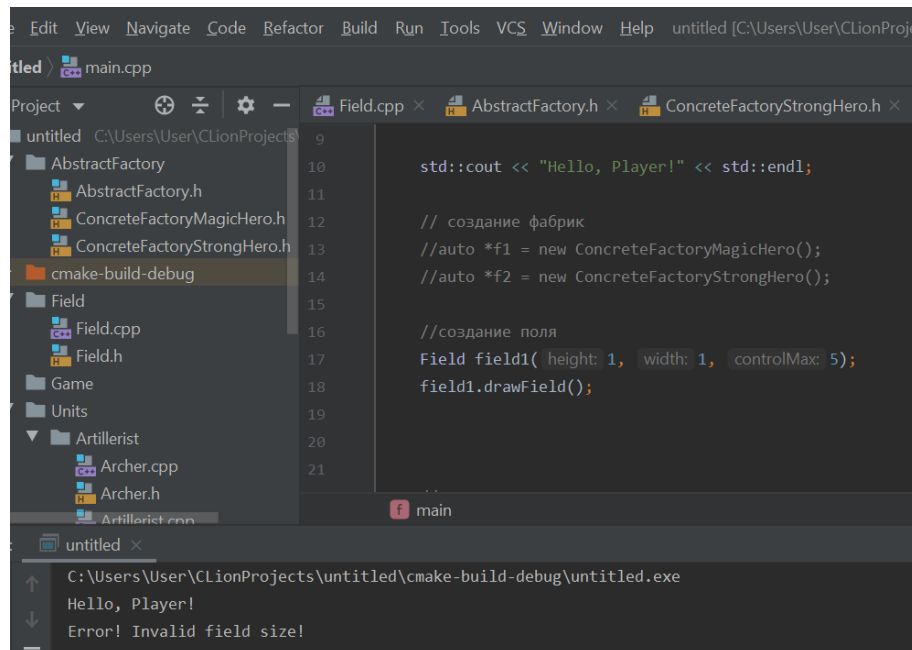 Edit View Navigate Code Refactor Build Run Tools VCS Window Help untitled [C:\Users\User\CLionProje
itled main.cpp
Project
Field.cpp AbstractFactory.h ConcreteFactoryStrongHero.h
untitled C:\Users\User\CLionProjects\
AbstractFactory
AbstractFactory.h
ConcreteFactoryMagicHero.h
ConcreteFactoryStrongHero.h
cmake-build-debug
Field
Field.cpp
Field.h
Game
Units
Artillerist
Archer.cpp
Archer.h
Artillerist.cpp
9
10 std::cout << "Hello, Player!" << std::endl;
11
12 // создание фабрик
13 //auto *f1 = new ConcreteFactoryMagicHero();
14 //auto *f2 = new ConcreteFactoryStrongHero();
15
16 //создание поля
17 Field field1( height: 1, width: 1, controlMax: 5);
18 field1.drawField();
19
20
21
f main
untitled
C:\Users\User\CLionProjects\untitled\cmake-build-debug\untitled.exe
Hello, Player!
Error! Invalid field size!